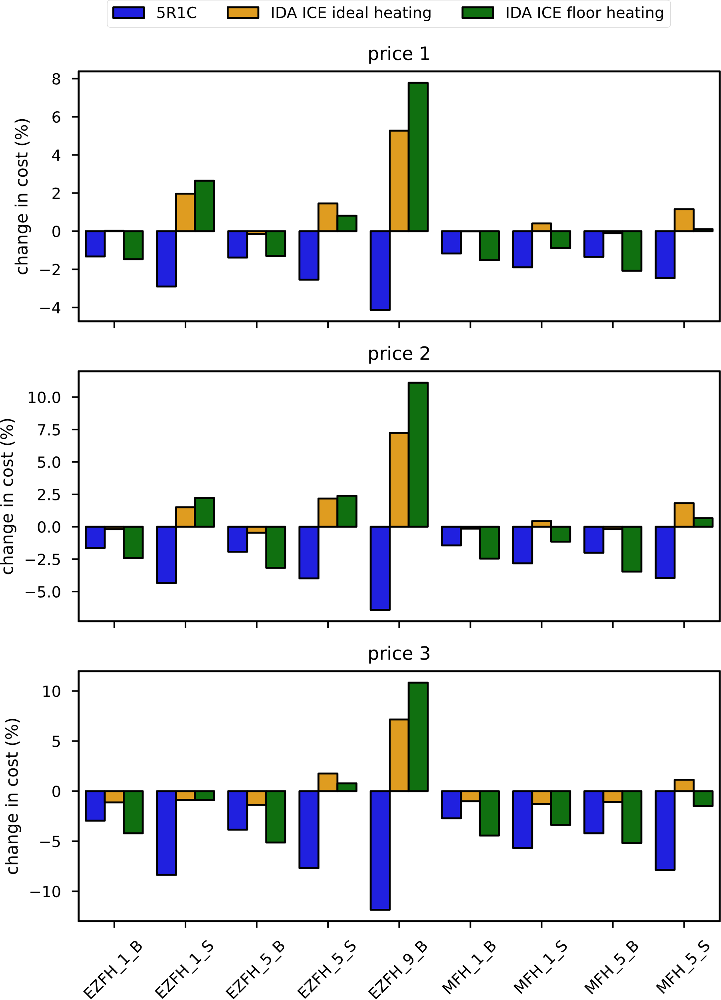 5R1C IDA ICE ideal heating IDA ICE floor heating
price 1
change in cost (%)
8
6
4
2
0
−2
−4
price 2
change in cost (%)
10.0
7.5
5.0
2.5
0.0
−2.5
−5.0
price 3
change in cost (%)
10
5
0
−5
−10
EZFH_1_B EZFH_1_S EZFH_5_B EZFH_5_S EZFH_9_B MFH_1_B MFH_1_S MFH_5_B MFH_5_S